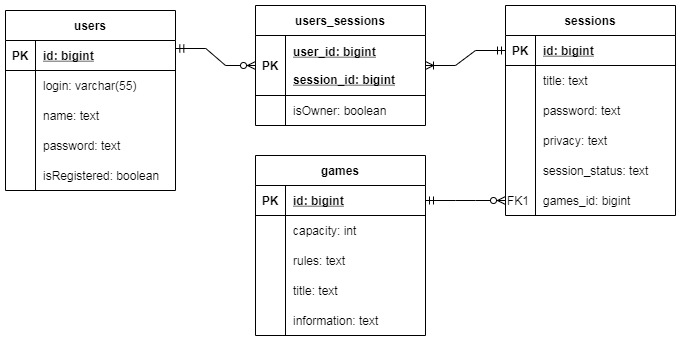 users
PK id: bigint
login: varchar(55)
name: text
password: text
isRegistered: boolean
users_sessions
user_id: bigint
PK
session_id: bigint
isOwner: boolean
sessions
PK id: bigint
title: text
password: text
privacy: text
session_status: text
FK1 games_id: bigint
games
PK id: bigint
capacity: int
rules: text
title: text
information: text